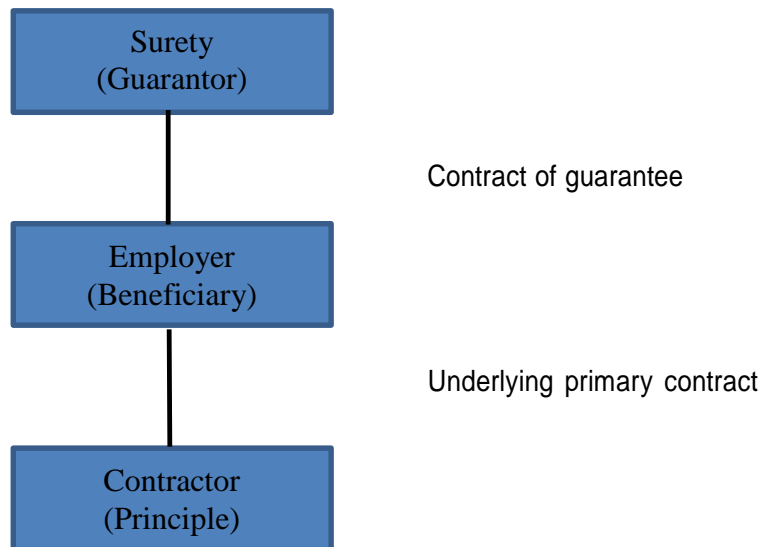 Surety
(Guarantor)
Contract of guarantee
Employer
(Beneficiary)
Underlying primary contract
Contractor
(Principle)